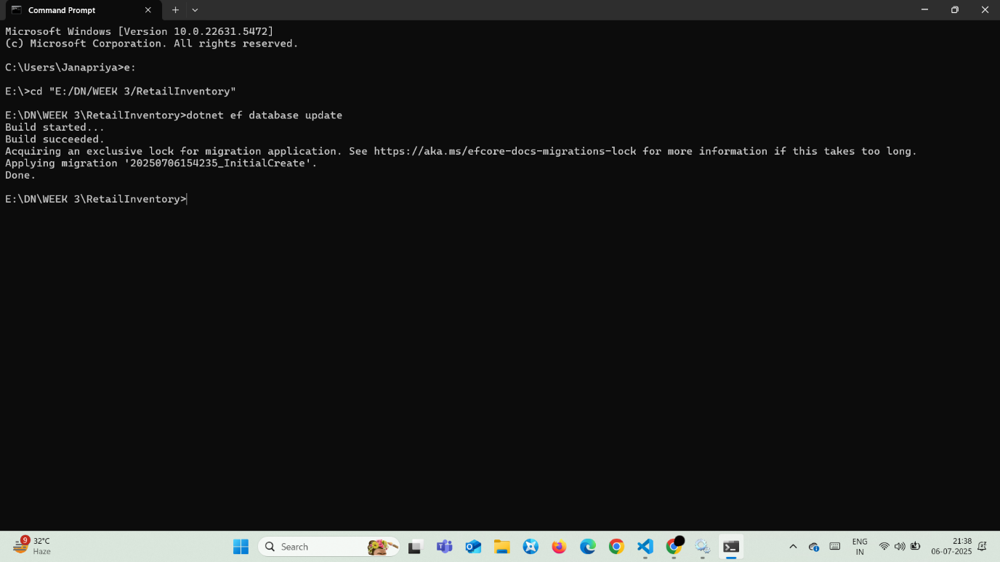 Command Prompt
Microsoft Windows [Version 10.0.22631.5472]
(c) Microsoft Corporation. All rights reserved.
C:\Users\Janapriya>e:
E:\>cd "E:/DN/WEEK 3/RetailInventory"
E:\DN\WEEK 3\RetailInventory>dotnet ef database update
Build started...
Build succeeded.
Acquiring an exclusive lock for migration application. See https://aka.ms/efcore-docs-migrations-lock for more information if this takes too long.
Applying migration '20250706154235_InitialCreate'.
Done.
E:\DN\WEEK 3\RetailInventory>
9
32°C
Haze
Search
ENG
IN
21:38
06-07-2025